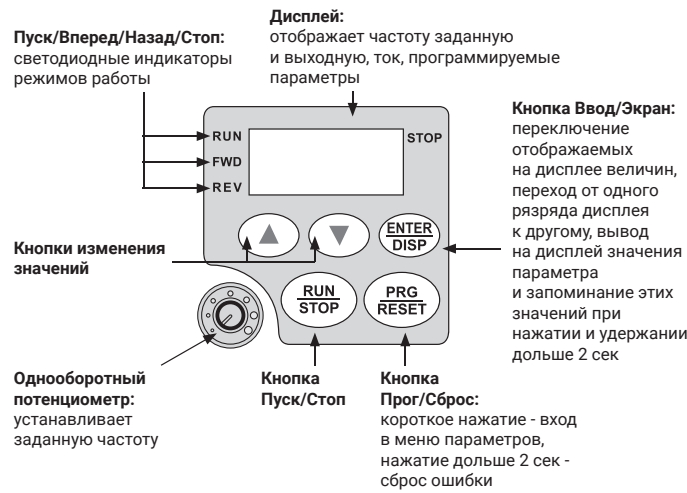 Дисплей:
отображает частоту заданную
и выходную, ток, программируемые
параметры
Пуск/Вперед/Назад/Стоп:
светодиодные индикаторы
режимов работы
Кнопка Ввод/Экран:
переключение
отображаемых
на дисплее величин,
переход от одного
рязряда дисплея
к другому, вывод
на дисплей значения
параметра
и запоминание этих
значений при
нажатии и удержании
дольше 2 сек
RUN
STOP
FWD
REV
ENTER
DISP
Кнопки изменения
значений
RUN
STOP
PRG
RESET
Однооборотный
потенциометр:
устанавливает
заданную частоту
Кнопка
Пуск/Стоп
Кнопка
Прог/Сброс:
короткое нажатие - вход
в меню параметров,
нажатие дольше 2 сек -
сброс ошибки